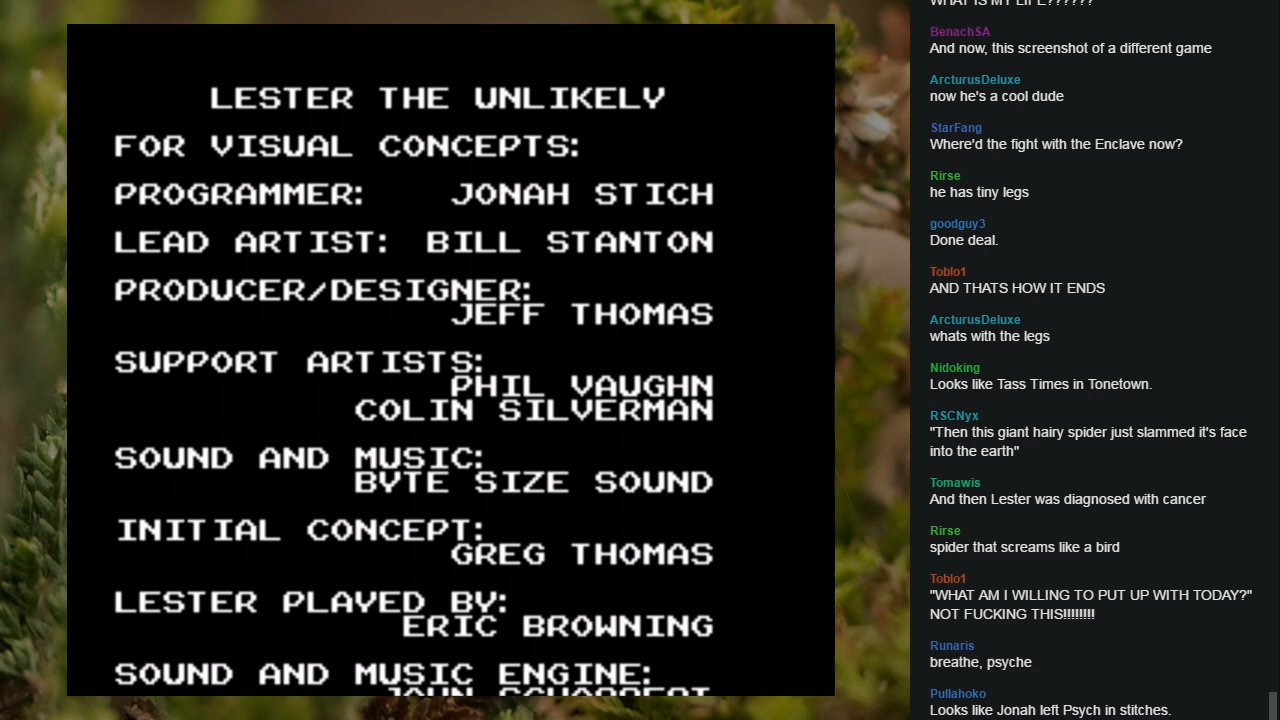 LESTER THE UNLIKELY
FOR VISUAL CONCEPTS:
PROGRAMMER: JONAH STICH
LEAD ARTIST: BILL STANTON
PRODUCER/DESIGNER:
JEFF THOMAS
SUPPORT ARTISTS:
PHIL VAUGHN
COLIN SILVERMAN
SOUND AND MUSIC:
BYTE SIZE SOUND
INITIAL CONCEPT:
GREG THOMAS
LESTER PLAYED BY:
ERIC BROWNING
SOUND AND MUSIC ENGINE:
WHAT IS MY LIFE??????
BenachSA
And now, this screenshot of a different game
ArcturusDeluxe
now he's a cool dude
StarFang
Where'd the fight with the Enclave now?
Rirse
he has tiny legs
goodguy3
Done deal.
Toblo1
AND THATS HOW IT ENDS
ArcturusDeluxe
whats with the legs
Nidoking
Looks like Tass Times in Tonetown.
RSCNyx
"Then this giant hairy spider just slammed it's face
into the earth"
Tomawis
And then Lester was diagnosed with cancer
Rirse
spider that screams like a bird
Toblo1
"WHAT AM I WILLING TO PUT UP WITH TODAY?"
NOT FUCKING THIS!!!!!!!!
Runaris
breathe, psyche
Pullahoko
Looks like Jonah left Psych in stitches.